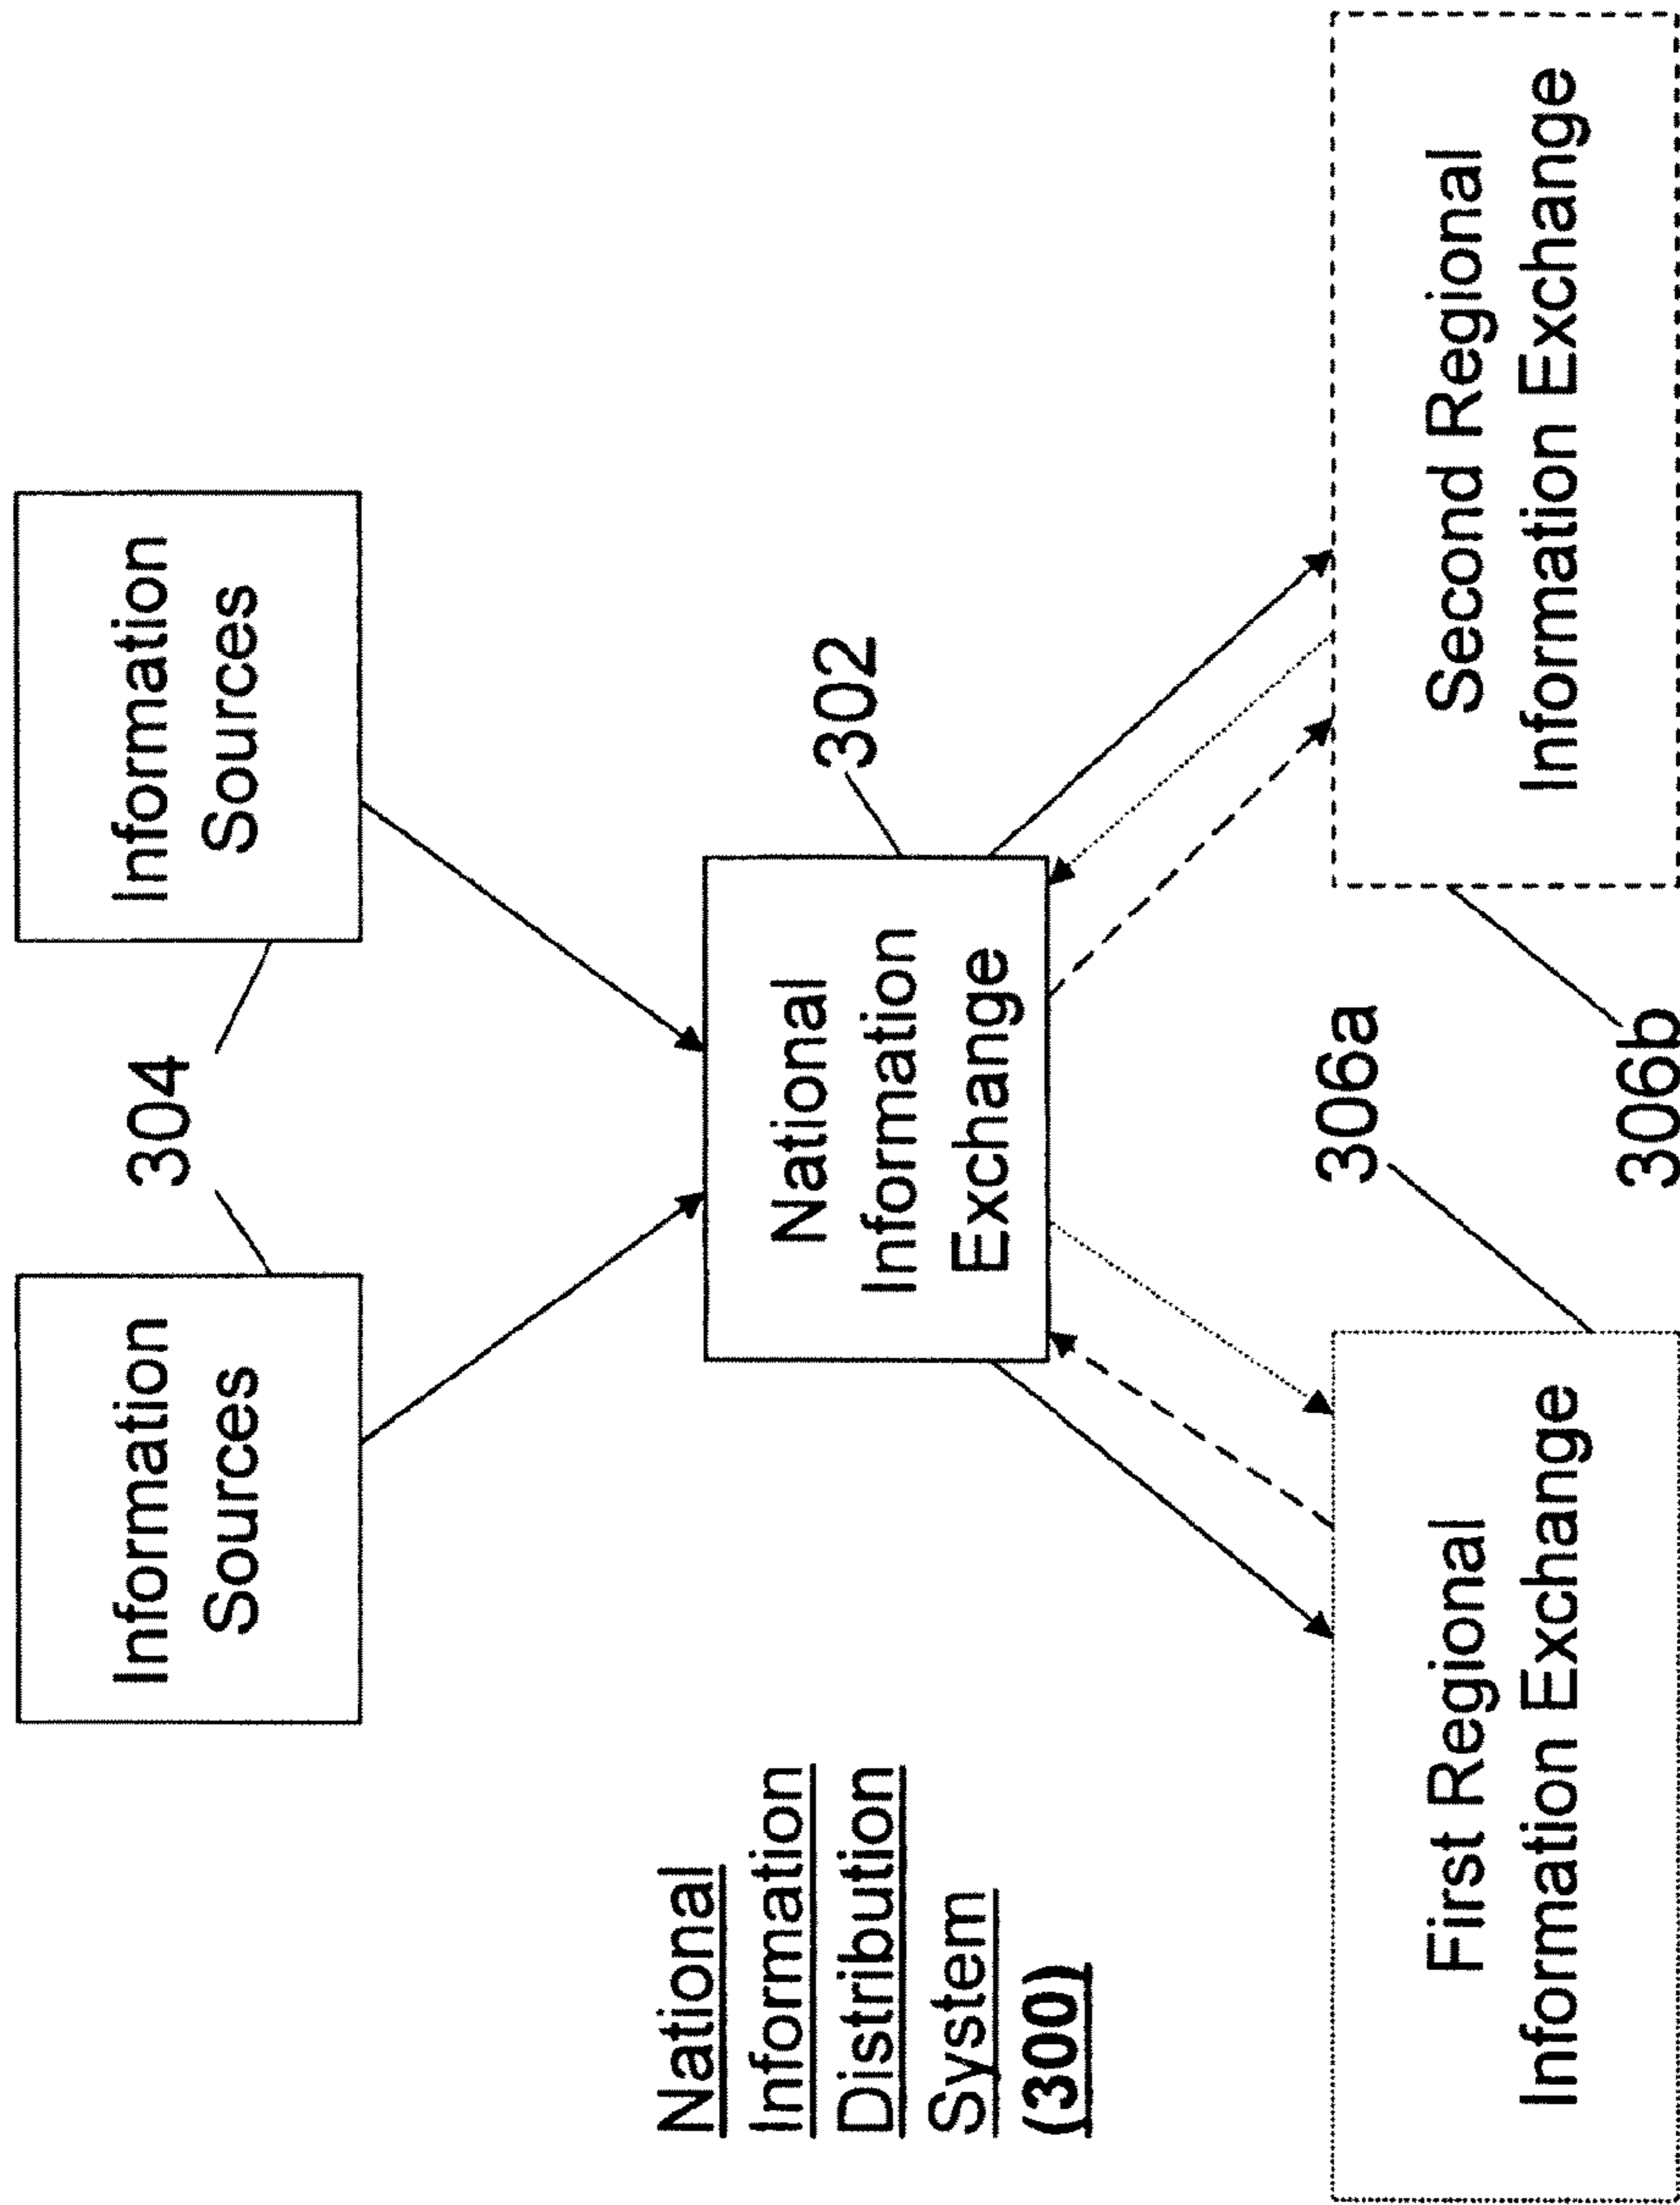 Information
Sources
304
Information
Sources
National
Information
Distribution
System
(300)
National
Information
Exchange
302
First Regional
Information Exchange
306a
306b
Second Regional
Information Exchange